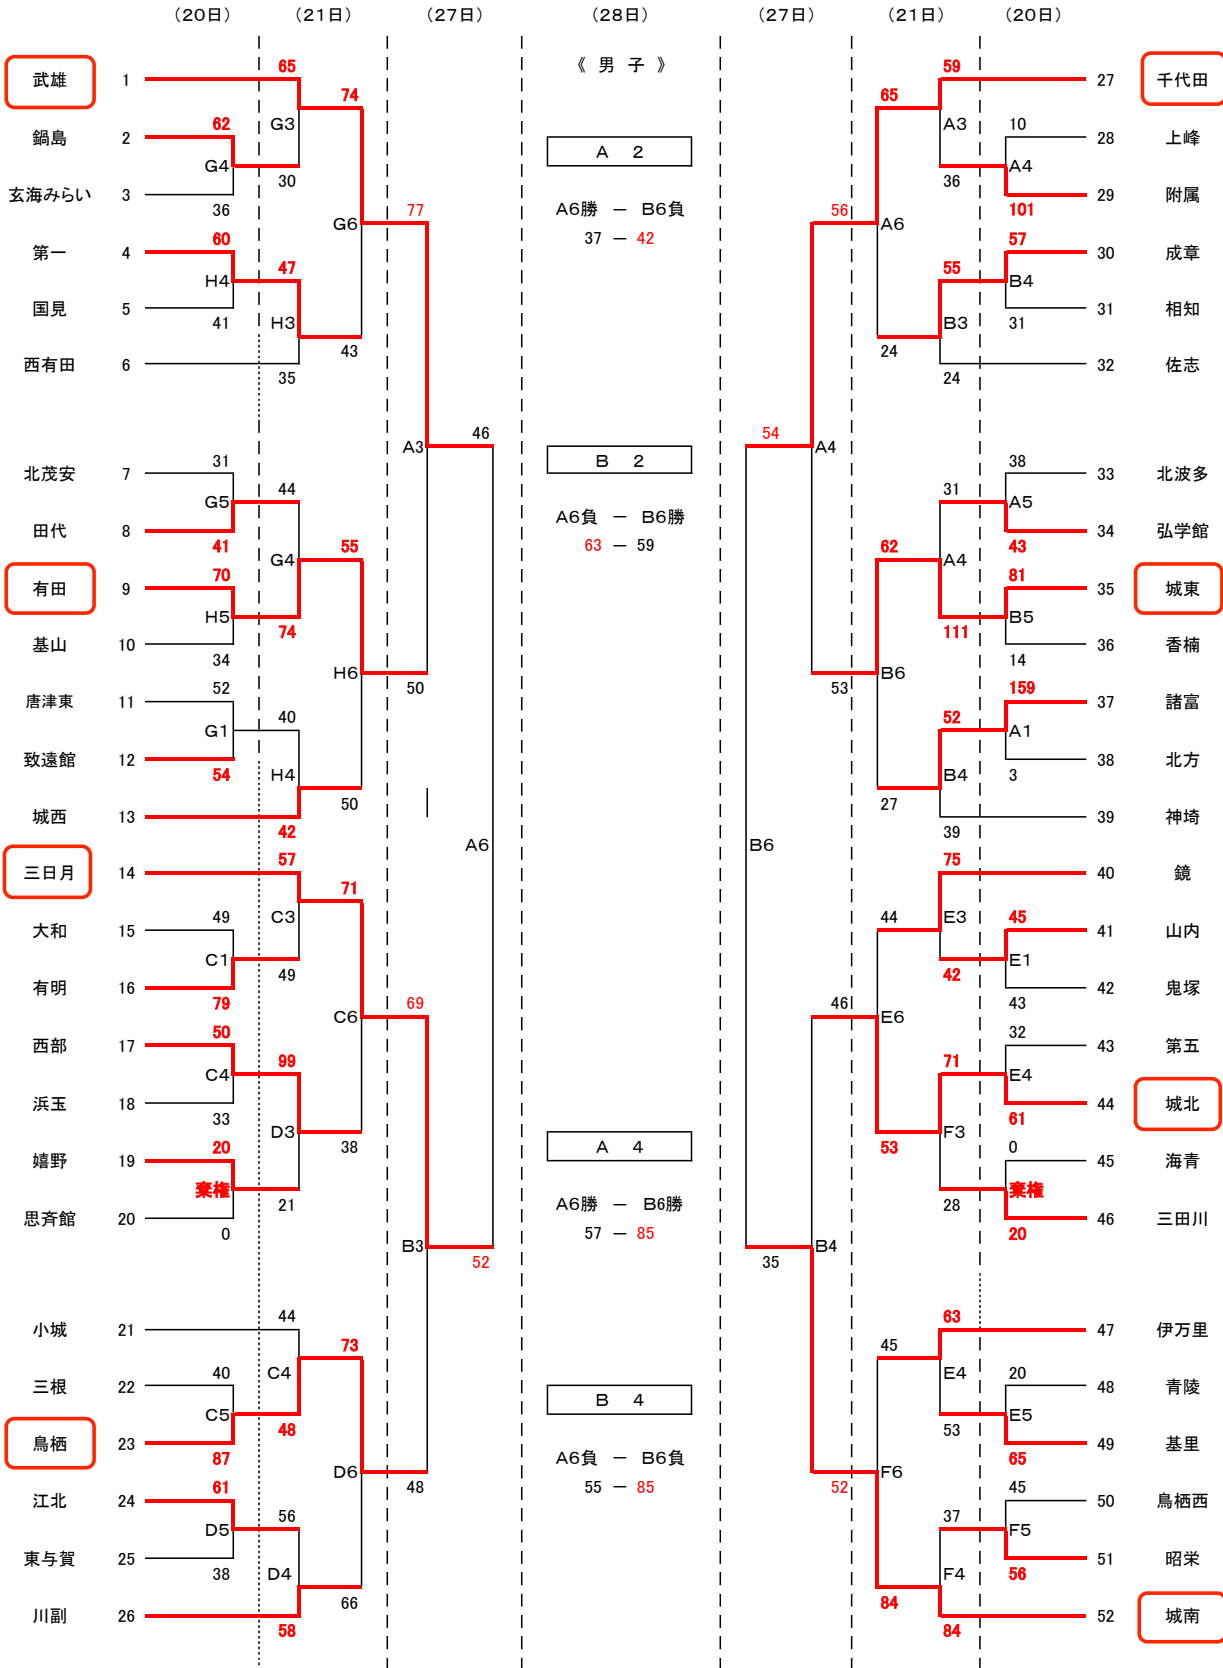 (20日) (21日) (27日) (28日) (27日) (21日) (20日)
《 男 子 》
武雄 1 65 74 59 65 27 千代田
鍋島 2 62 G3 A3 10 28 上峰
G4 A 2 A4
玄海みらい 3 36 30 36 101 29 附属
77 A6勝 － B6負 56
G6 37 － 42 A6
第一 4 60 47 55 57 30 成章
H4 B4
国見 5 41 H3 43 24 B3 31 31 相知
西有田 6 35 24 32 佐志
A3 46 54 A4
北茂安 7 31 44 B 2 31 38 33 北波多
G5 A5
田代 8 41 A6負 － B6勝 43 34 弘学館
G4 55 63 － 59 62 A4
有田 9 70 81 35 城東
H5 74 111 B5
基山 10 34 14 36 香楠
H6 50 53 B6
唐津東 11 52 40 52 159 37 諸富
G1 A1
致遠館 12 54 H4 B4 3 38 北方
50 27
城西 13 42 39 39 神埼
A6 B6
三日月 14 57 71 75 40 鏡
大和 15 49 C3 44 E3 45 41 山内
C1 E1
有明 16 79 49 42 43 42 鬼塚
C6 69 46 E6
西部 17 50 99 71 32 43 第五
C4 E4
浜玉 18 33 D3 38 A 4 53 F3 61 44 城北
嬉野 19 20 0 45 海青
棄権 21 28 棄権
思斉館 20 0 A6勝 － B6勝 20 46 三田川
57 － 85
B3 52 35 B4
小城 21 44 73 45 63 47 伊万里
三根 22 40 C4 B 4 E4 20 48 青陵
C5 E5
鳥栖 23 87 48 53 65 49 基里
A6負 － B6負
D6 48 55 － 85 52 F6
江北 24 61 56 37 45 50 鳥栖西
D5 F5
東与賀 25 38 D4 F4 56 51 昭栄
66 84
川副 26 58 84 52 城南